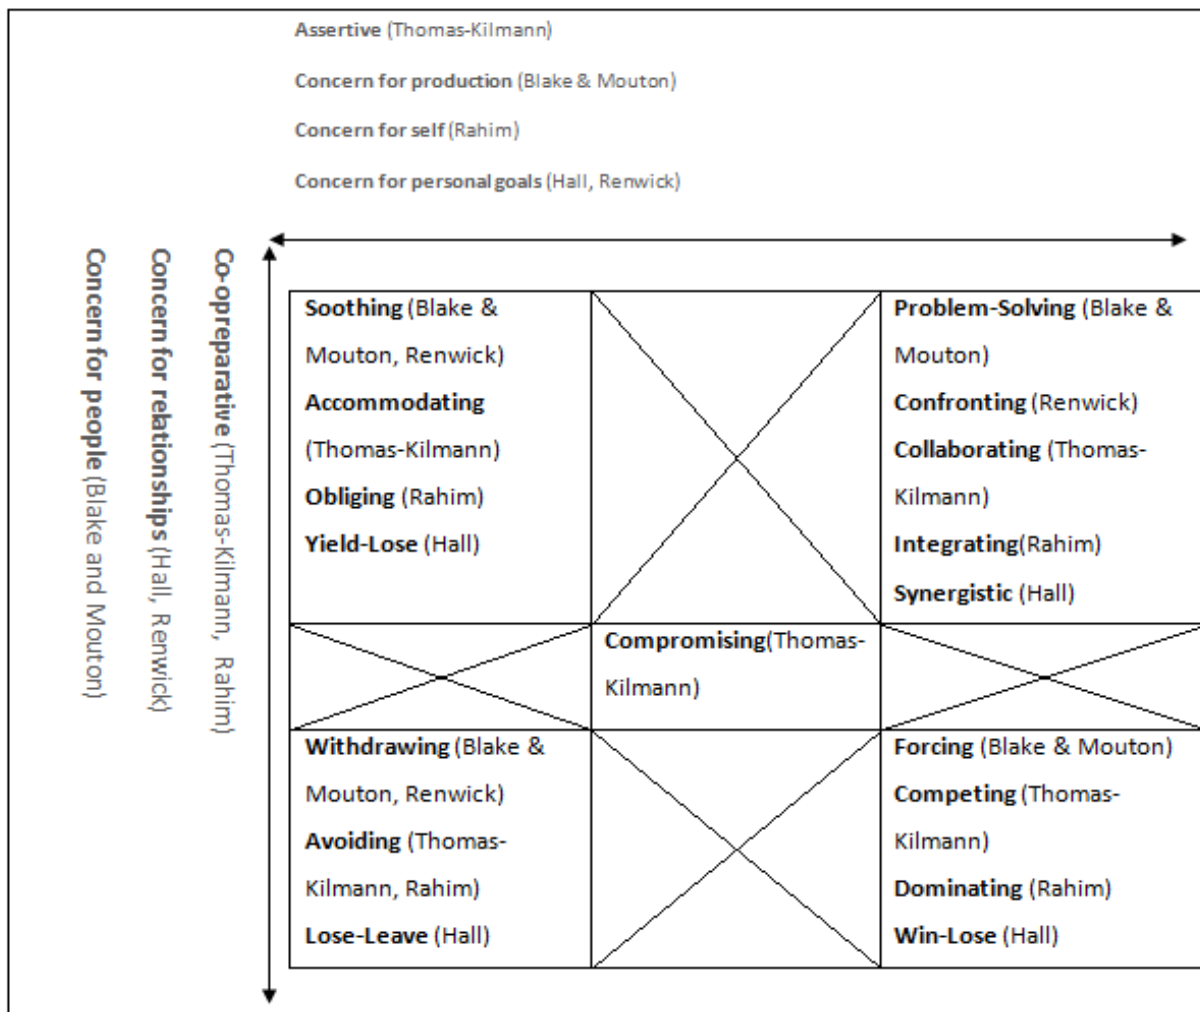 Assertive (Thomas-Kilmann)
Concern for production (Blake & Mouton)
Concern for self (Rahim)
Concern for personal goals (Hall, Renwick)
Concern for people (Blake and Mouton)
Concern for relationships (Hall, Renwick)
Co-opreparative (Thomas-Kilmann, Rahim)
Soothing (Blake &
Mouton, Renwick)
Accommodating
(Thomas-Kilmann)
Obliging (Rahim)
Yield-Lose (Hall)
Problem-Solving (Blake &
Mouton)
Confronting (Renwick)
Collaborating (Thomas-
Kilmann)
Integrating(Rahim)
Synergistic (Hall)
Compromising(Thomas-
Kilmann)
Withdrawing (Blake &
Mouton, Renwick)
Avoiding (Thomas-
Kilmann, Rahim)
Lose-Leave (Hall)
Forcing (Blake & Mouton)
Competing (Thomas-
Kilmann)
Dominating (Rahim)
Win-Lose (Hall)